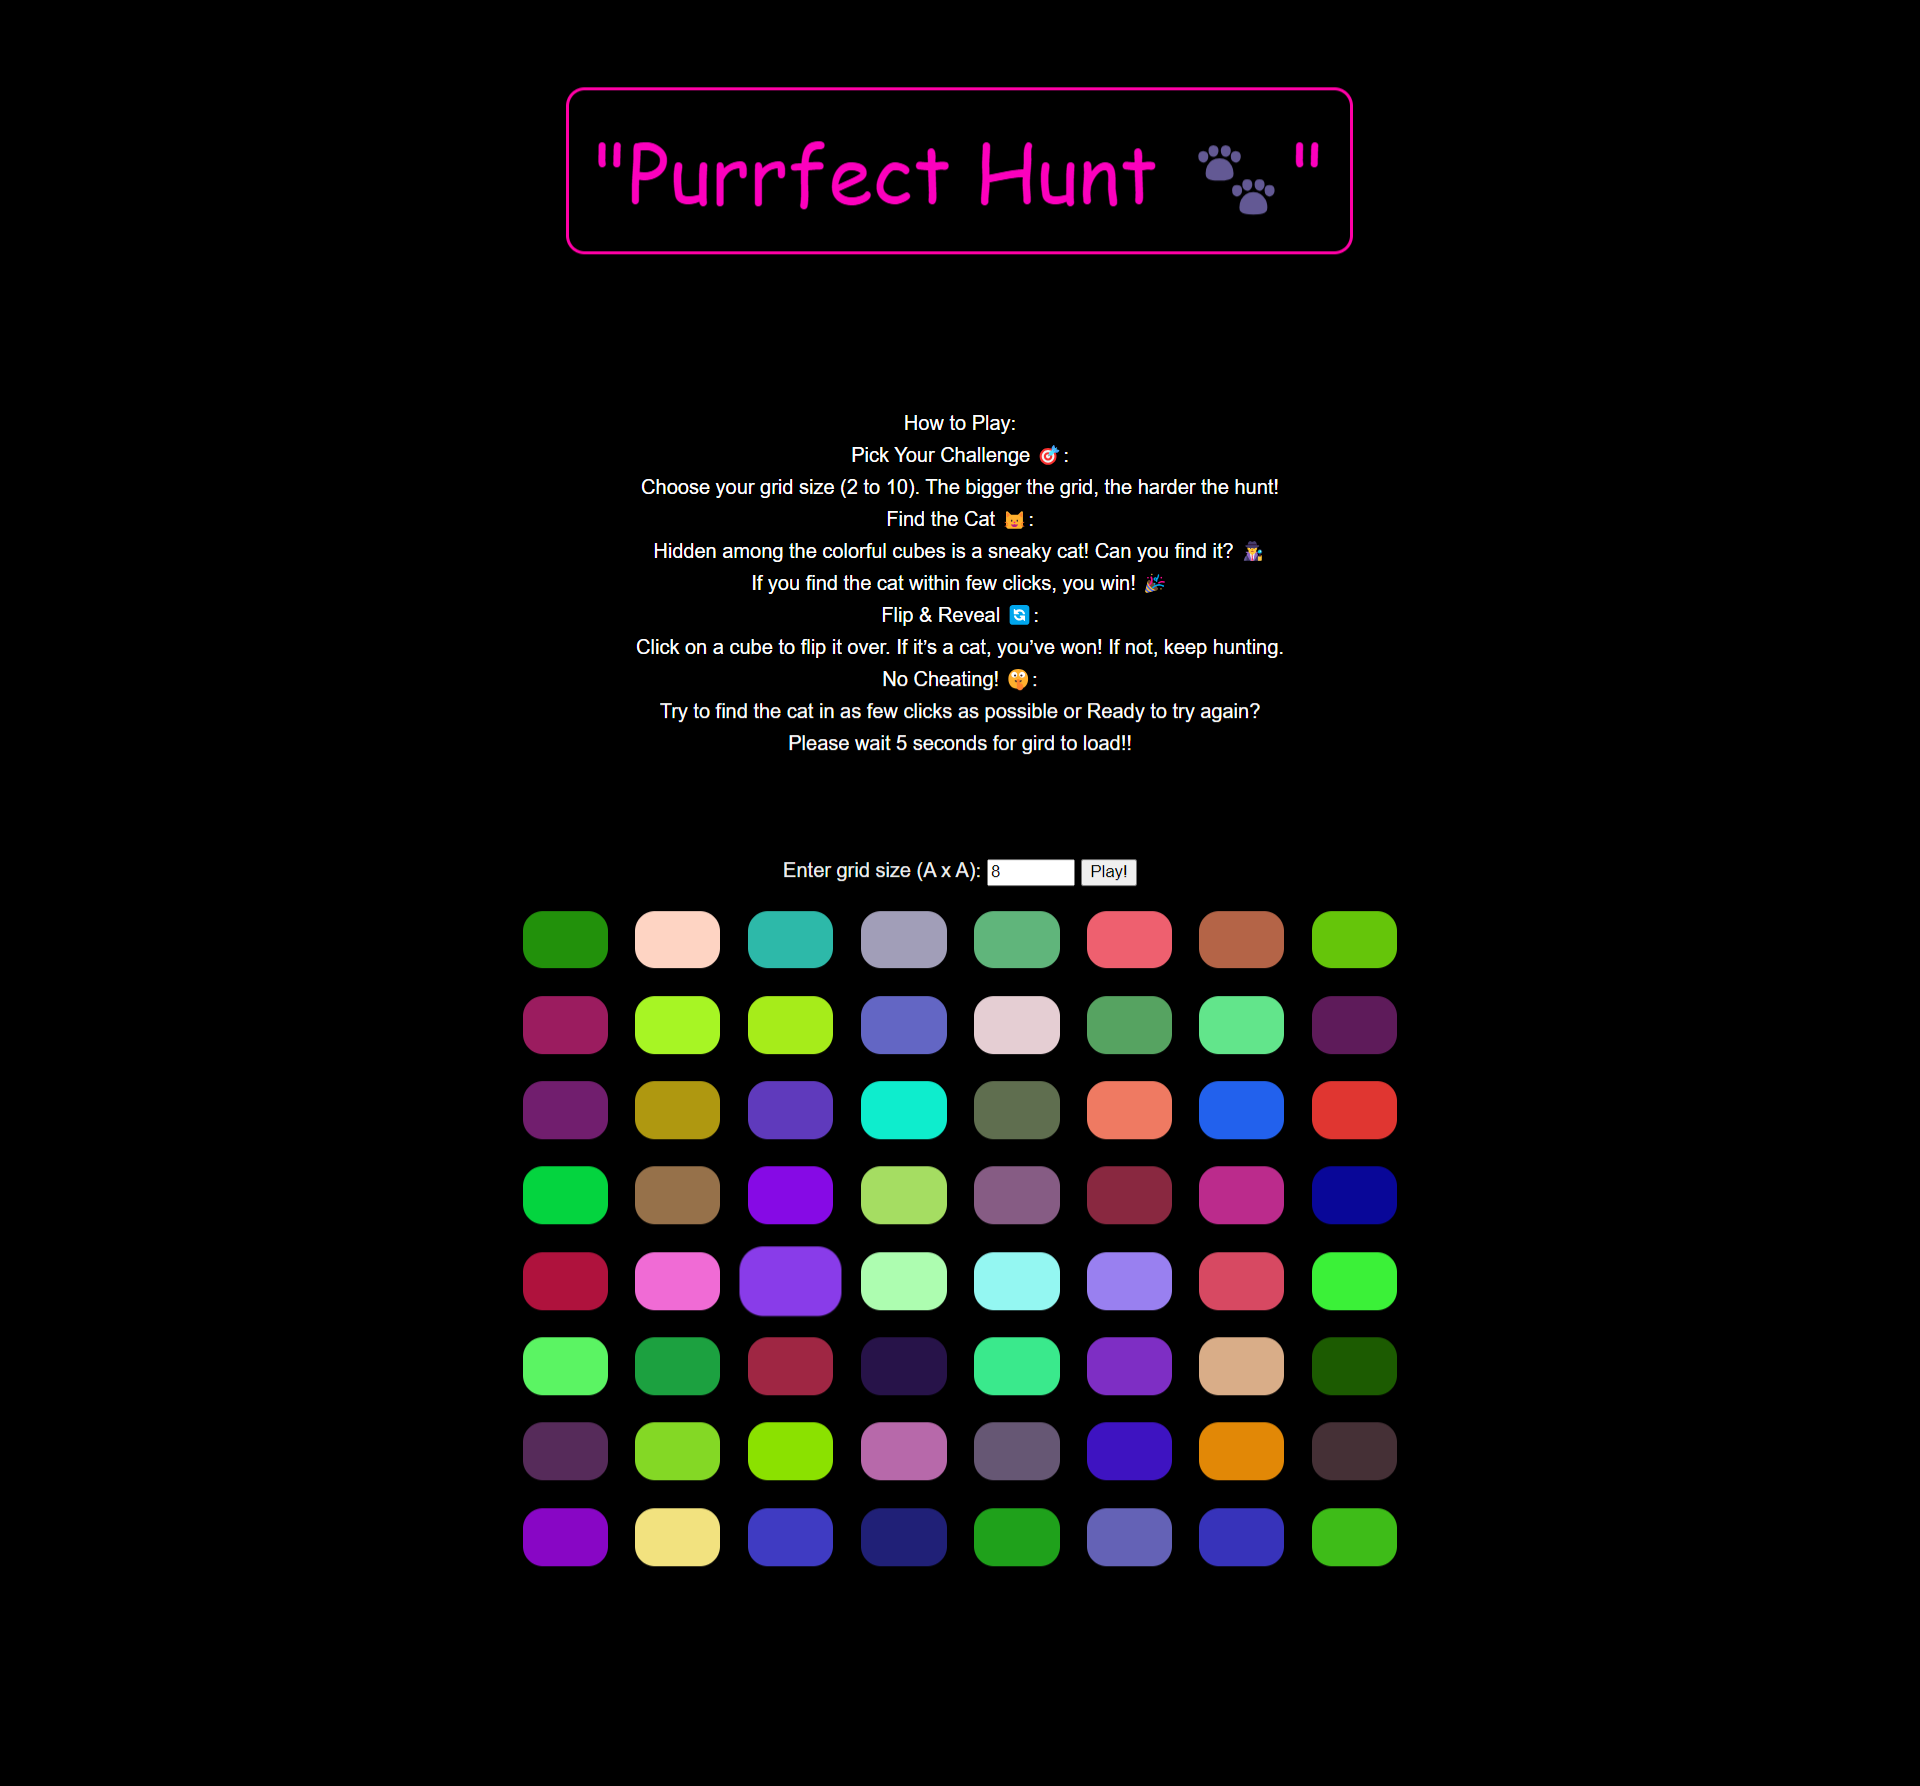 "Purrfect Hunt 🐾"
How to Play:
Pick Your Challenge 🎯:
Choose your grid size (2 to 10). The bigger the grid, the harder the hunt!
Find the Cat 🐱:
Hidden among the colorful cubes is a sneaky cat! Can you find it? 🕵️‍♀️
If you find the cat within few clicks, you win! 🎉
Flip & Reveal 🔄:
Click on a cube to flip it over. If it’s a cat, you’ve won! If not, keep hunting.
No Cheating! 🤫:
Try to find the cat in as few clicks as possible or Ready to try again?
Please wait 5 seconds for gird to load!!
Enter grid size (A x A): 8 Play!